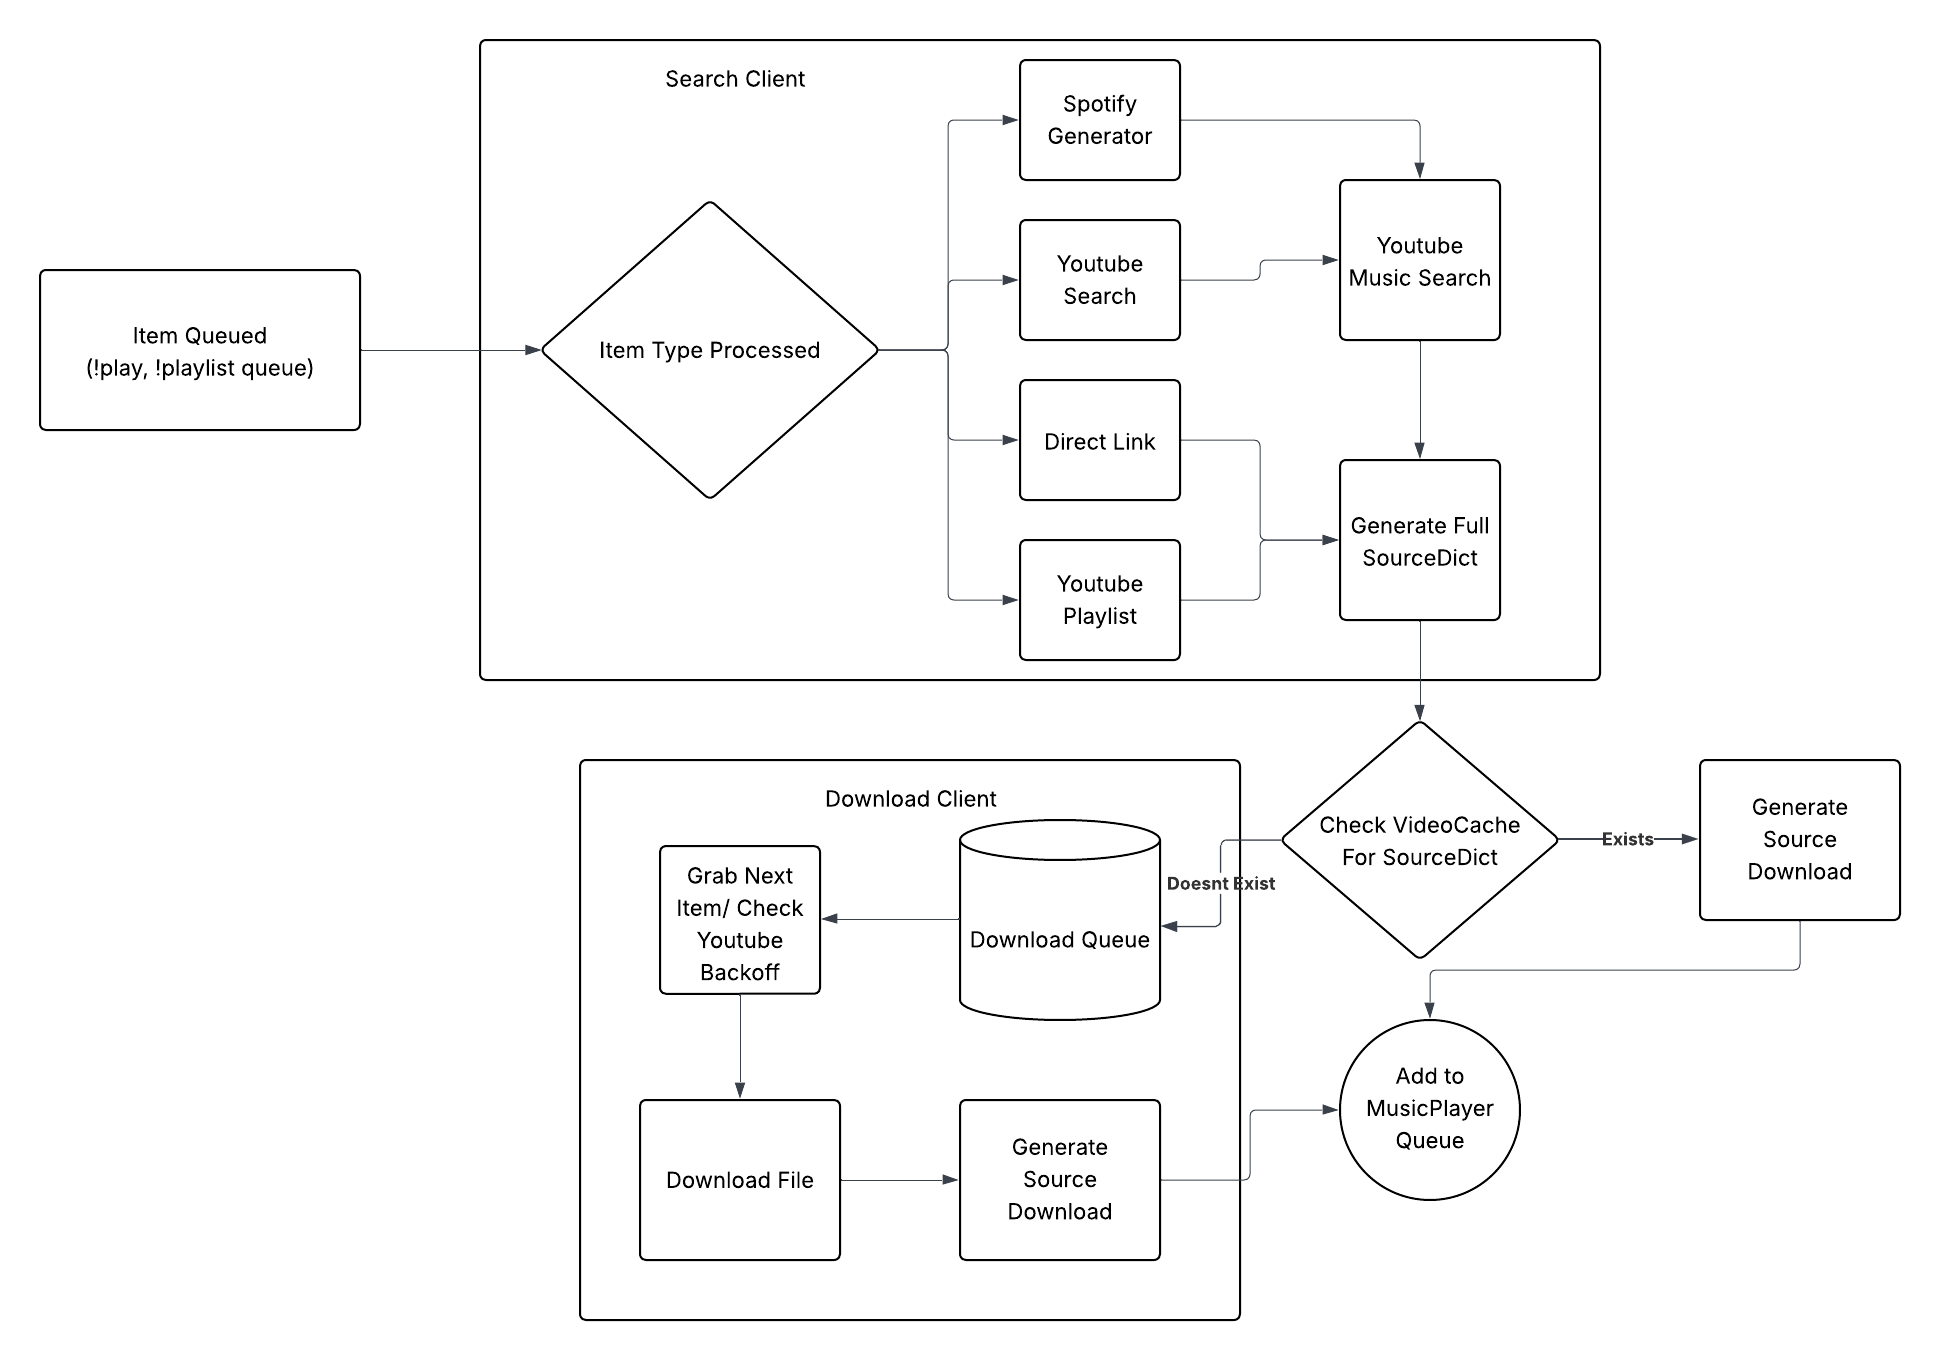 Search Client
Spotify
Generator
Youtube
Search
Youtube
Music Search
Item Queued
(!play, !playlist queue)
Item Type Processed
Direct Link
Generate Full
SourceDict
Youtube
Playlist
Download Client
Check VideoCache
For SourceDict
Exists
Generate
Source
Download
Doesnt Exist
Grab Next
Item/ Check
Youtube
Backoff
Download Queue
Add to
MusicPlayer
Queue
Download File
Generate
Source
Download